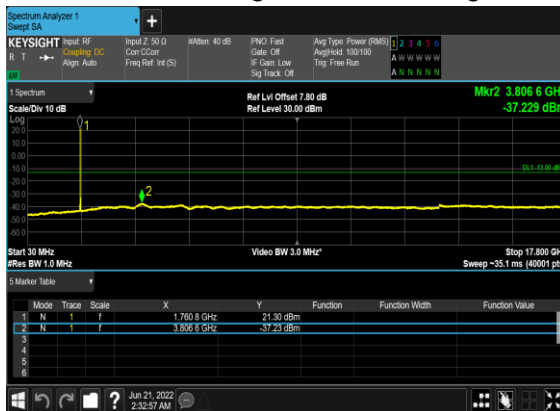 Spectrum Analyzer 1
Swept SA
KEYSIGHT Input: RF Input Z: 50 Ω #Atten: 40 dB PNO: Fast Avg Type: Power (RMS) 1 2 3 4 5 6
R T Coupling: DC Corr CCorr Gate: Off Avg|Hold: 100/100 A W W W W W
Align: Auto Freq Ref: Int (S) IF Gain: Low Trig: Free Run
LXI Sig Track: Off A N N N N N
1 Spectrum Ref Lvl Offset 7.80 dB Mkr2 3.806 6 GH
Scale/Div 10 dB Ref Level 30.00 dBm -37.229 dBr
Log
20.0
10.0
0.00
-10.0
DL1 -13.00 dB
-20.0
-30.0
-40.0
-50.0
-60.0
1
2
Start 30 MHz Video BW 3.0 MHz* Stop 17.800 GH
#Res BW 1.0 MHz Sweep ~35.1 ms (40001 pt
5 Marker Table
Mode Trace Scale X Y Function Function Width Function Value
1 N 1 f 1.760 8 GHz 21.30 dBm
2 N 1 f 3.806 6 GHz -37.23 dBm
3
4
5
6
? Jun 21, 2022
2:32:57 AM